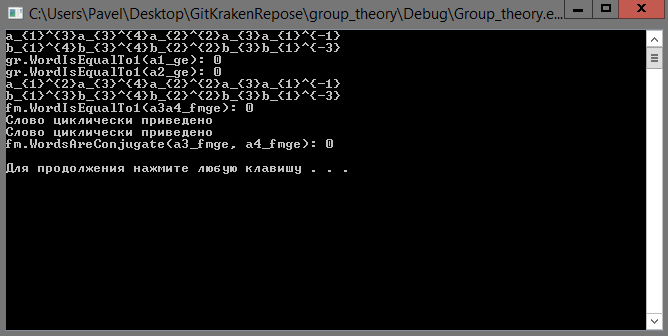 C:\Users\Pavel\Desktop\GitKrakenRepose\group_theory\Debug\Group_theory.e...
a_{1}^{3}a_{3}^{4}a_{2}^{2}a_{3}a_{1}^{-1}
b_{1}^{4}b_{3}^{4}b_{2}^{2}b_{3}b_{1}^{-3}
gr.WordIsEqualTo1(a1_ge): 0
gr.WordIsEqualTo1(a2_ge): 0
a_{1}^{2}a_{3}^{4}a_{2}^{2}a_{3}a_{1}^{-1}
b_{1}^{3}b_{3}^{4}b_{2}^{2}b_{3}b_{1}^{-3}
fm.WordIsEqualTo1(a3a4_fmge): 0
Слово циклически приведено
Слово циклически приведено
fm.WordsAreConjugate(a3_fmge, a4_fmge): 0
Для продолжения нажмите любую клавишу . . .